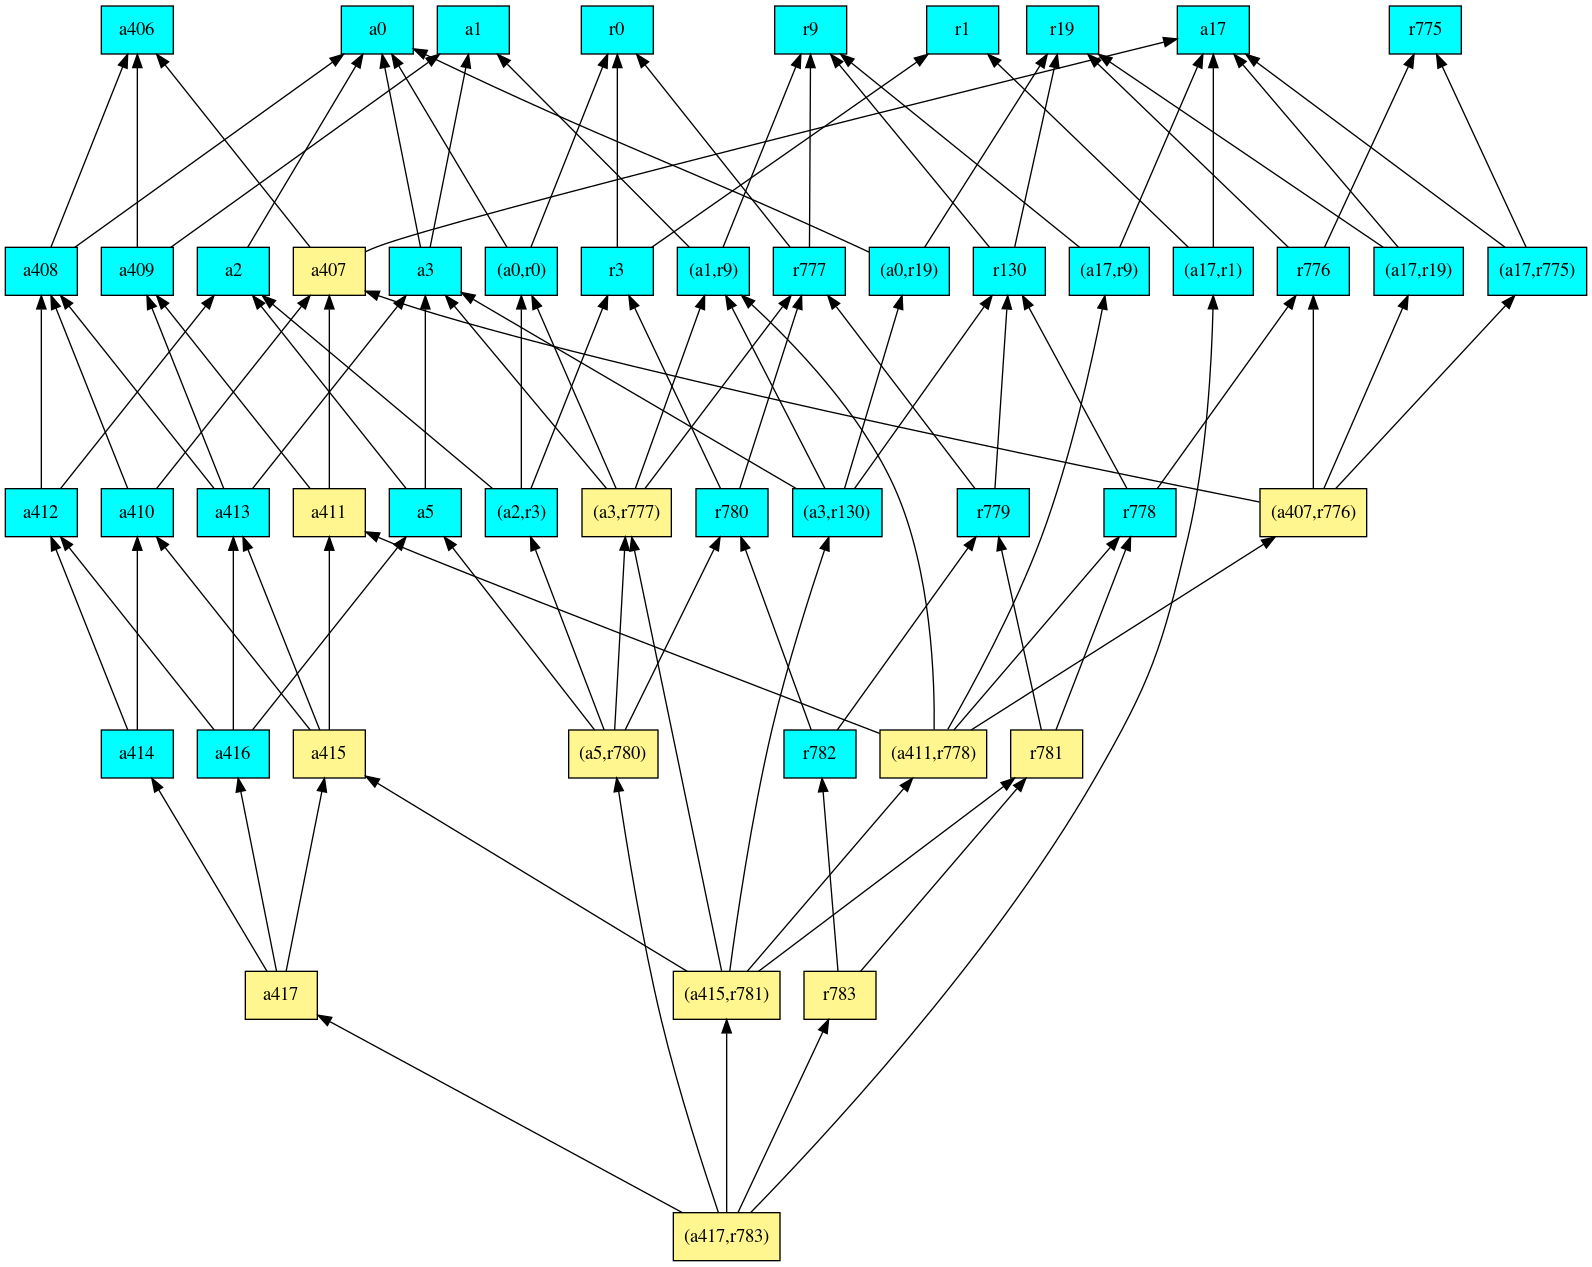 a406
a0
a1
r0
r9
r1
r19
a17
r775
a408
a409
a2
a407
a3
(a0,r0)
r3
(a1,r9)
r777
(a0,r19)
r130
(a17,r9)
(a17,r1)
r776
(a17,r19)
(a17,r775)
a412
a410
a413
a411
a5
(a2,r3)
(a3,r777)
r780
(a3,r130)
r779
r778
(a407,r776)
a414
a416
a415
(a5,r780)
r782
(a411,r778)
r781
a417
(a415,r781)
r783
(a417,r783)